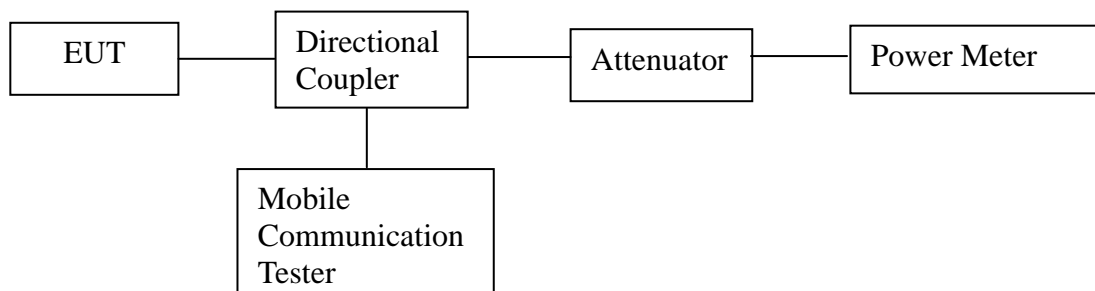 EUT
Directional
Coupler
Attenuator
Power Meter
Mobile
Communication
Tester